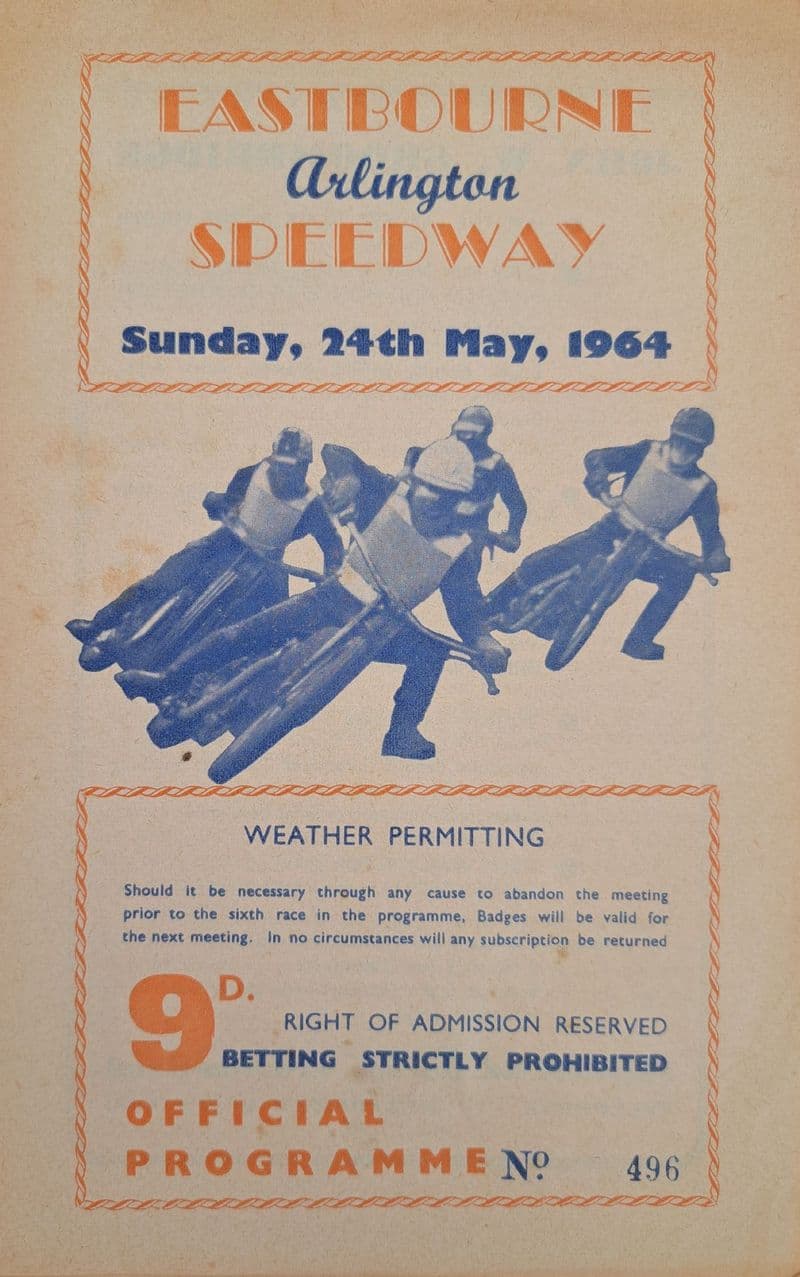 EASTBOURNE
Arlington
SPEEDWAY
Sunday, 24th May, 1964
WEATHER PERMITTING
Should it be necessary through any cause to abandon the meeting
prior to the sixth race in the programme, Badges will be valid for
the next meeting. In no circumstances will any subscription be returned
9D.
RIGHT OF ADMISSION RESERVED
BETTING STRICTLY PROHIBITED
OFFICIAL
PROGRAMME Nº 496